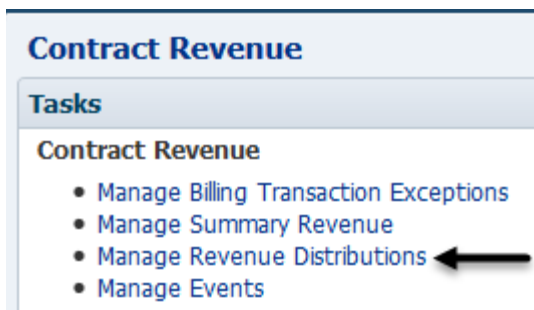 Contract Revenue
Tasks
Contract Revenue
• Manage Billing Transaction Exceptions
• Manage Summary Revenue
• Manage Revenue Distributions
• Manage Events